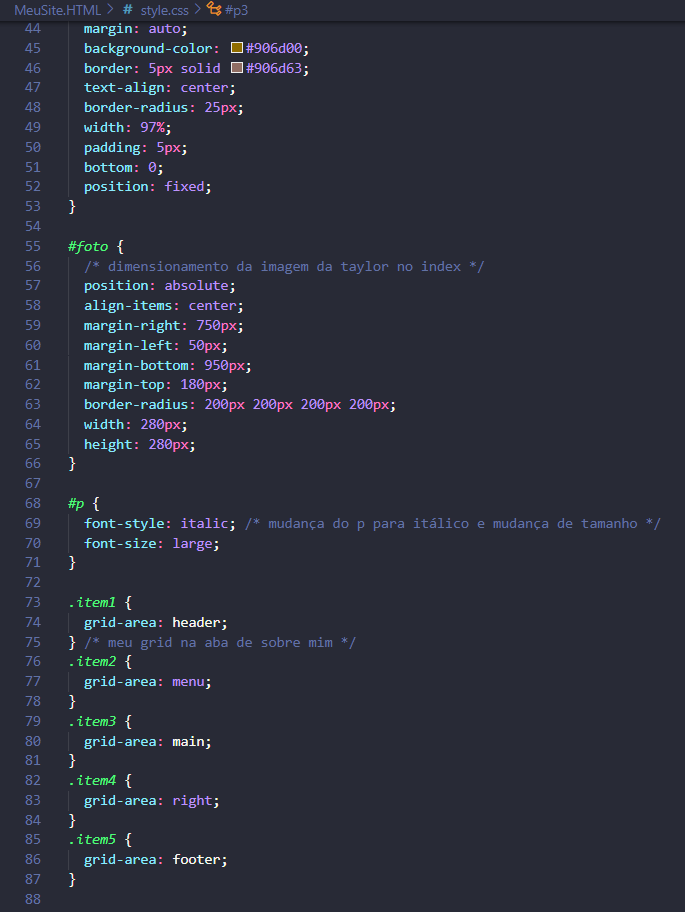 MeuSite.HTML > # style.css > #p3
44 margin: auto;
45 background-color: #906d00;
46 border: 5px solid #906d63;
47 text-align: center;
48 border-radius: 25px;
49 width: 97%;
50 padding: 5px;
51 bottom: 0;
52 position: fixed;
53 }
54
55 #foto {
56 /* dimensionamento da imagem da taylor no index */
57 position: absolute;
58 align-items: center;
59 margin-right: 750px;
60 margin-left: 50px;
61 margin-bottom: 950px;
62 margin-top: 180px;
63 border-radius: 200px 200px 200px 200px;
64 width: 280px;
65 height: 280px;
66 }
67
68 #p {
69 font-style: italic; /* mudança do p para itálico e mudança de tamanho */
70 font-size: large;
71 }
72
73 .item1 {
74 grid-area: header;
75 } /* meu grid na aba de sobre mim */
76 .item2 {
77 grid-area: menu;
78 }
79 .item3 {
80 grid-area: main;
81 }
82 .item4 {
83 grid-area: right;
84 }
85 .item5 {
86 grid-area: footer;
87 }
88